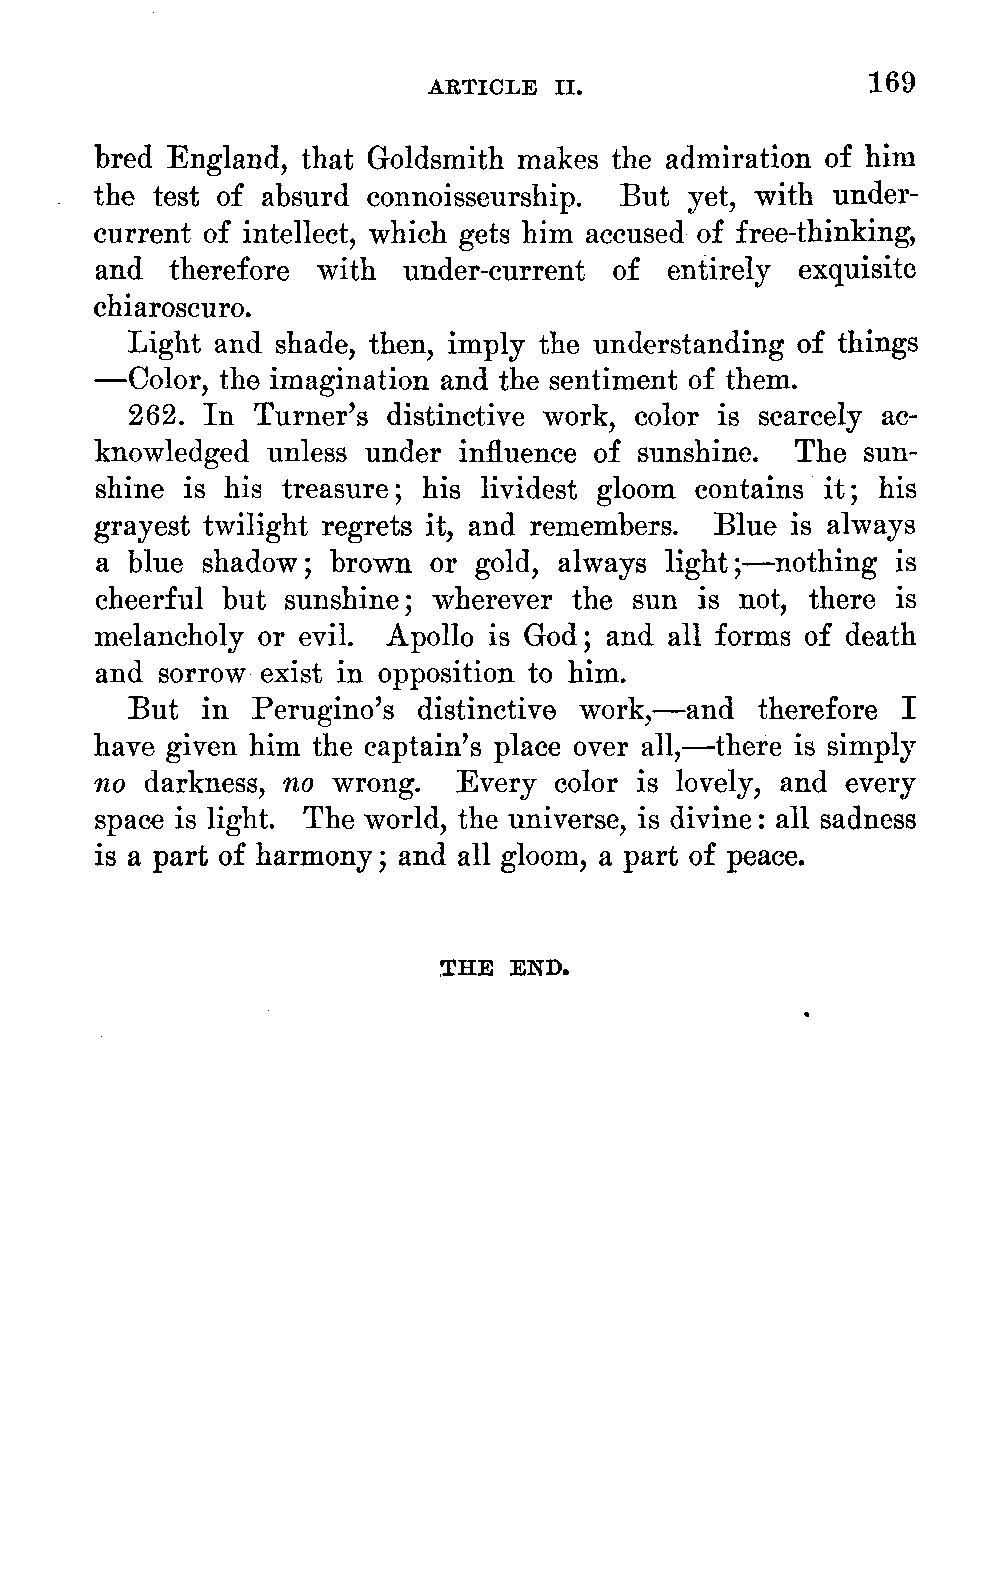 ARTICLE II. 169
bred England, that Goldsmith makes the admiration of him
the test of absurd connoisseurship. But yet, with under-
current of intellect, which gets him accused of free-thinking,
and therefore with under-current of entirely exquisite
chiaroscuro.
Light and shade, then, imply the understanding of things
—Color, the imagination and the sentiment of them.
262. In Turner's distinctive work, color is scarcely ac-
knowledged unless under influence of sunshine. The sun-
shine is his treasure; his lividest gloom contains it; his
grayest twilight regrets it, and remembers. Blue is always
a blue shadow; brown or gold, always light;—nothing is
cheerful but sunshine; wherever the sun is not, there is
melancholy or evil. Apollo is God; and all forms of death
and sorrow exist in opposition to him.
But in Perugino's distinctive work,—and therefore I
have given him the captain's place over all,—there is simply
no darkness, no wrong. Every color is lovely, and every
space is light. The world, the universe, is divine: all sadness
is a part of harmony; and all gloom, a part of peace.
THE END.